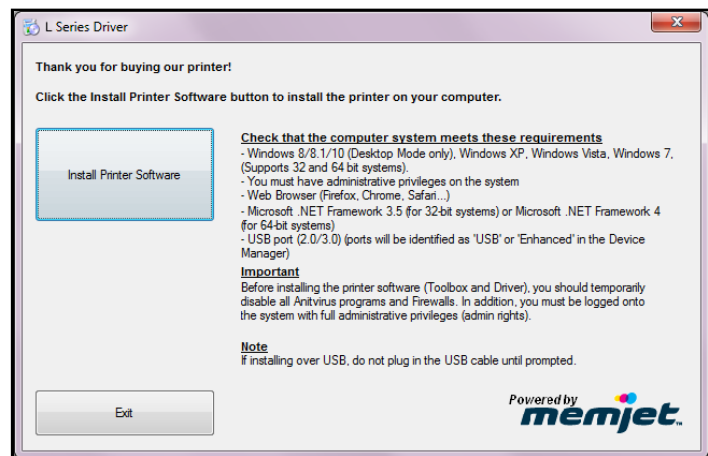 L Series Driver
Thank you for buying our printer!
Click the Install Printer Software button to install the printer on your computer.
Install Printer Software
Check that the computer system meets these requirements
- Windows 8/8.1/10 (Desktop Mode only), Windows XP, Windows Vista, Windows 7,
(Supports 32 and 64 bit systems).
- You must have administrative privileges on the system
- Web Browser (Firefox, Chrome, Safari...)
- Microsoft .NET Framework 3.5 (for 32-bit systems) or Microsoft .NET Framework 4
(for 64-bit systems)
- USB port (2.0/3.0) (ports will be identified as 'USB' or 'Enhanced' in the Device
Manager)
Important
Before installing the printer software (Toolbox and Driver), you should temporarily
disable all Anitvirus programs and Firewalls. In addition, you must be logged onto
the system with full administrative privileges (admin rights).
Note
If installing over USB, do not plug in the USB cable until prompted.
Exit
Powered by
memjet™